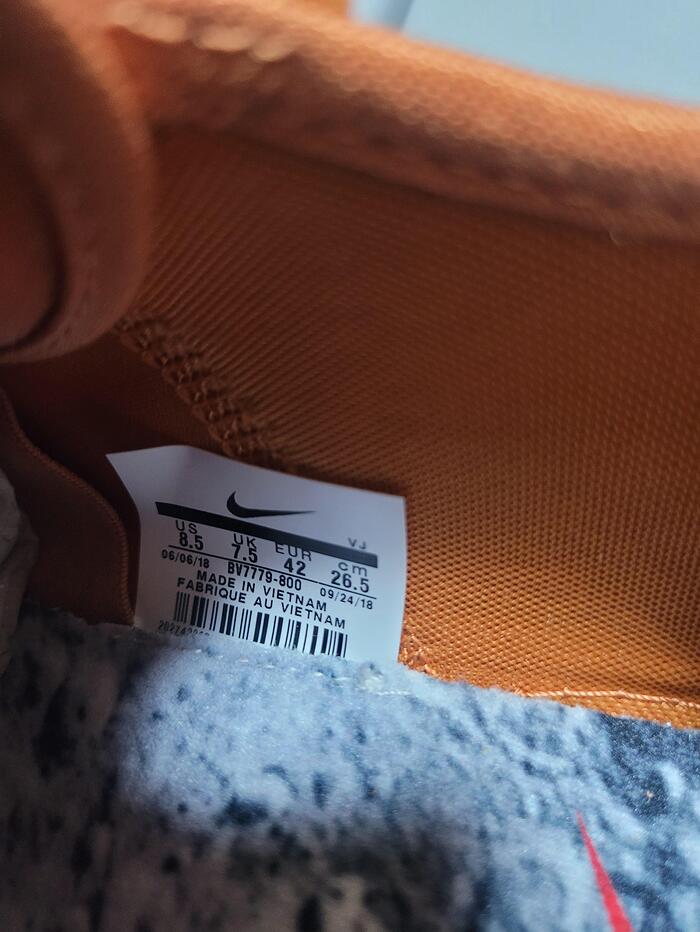 VJ
US UK EUR cm
8.5 7.5 42 26.5
06/06/18 BV7779-800 09/24/18
MADE IN VIETNAM
FABRIQUE AU VIETNAM